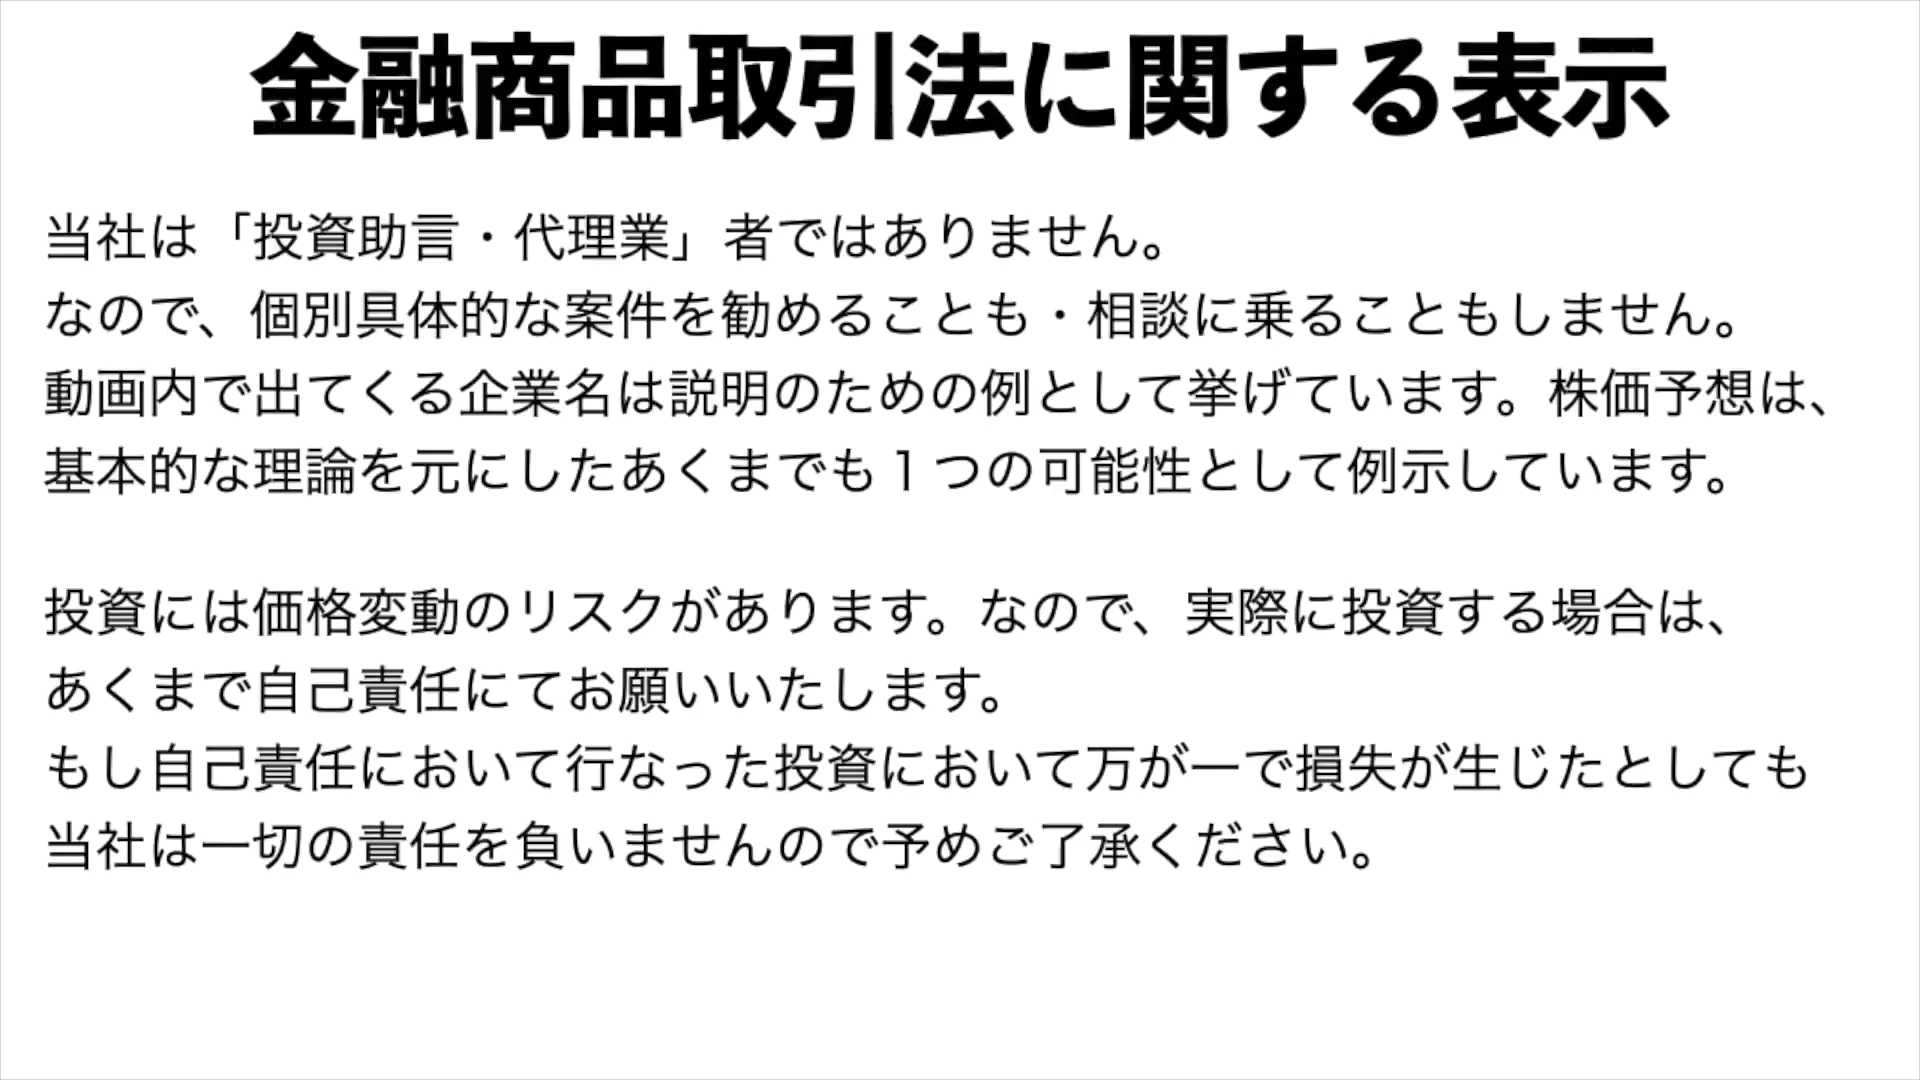 金融商品取引法に関する表示
当社は「投資助言・代理業」者ではありません。
なので、個別具体的な案件を勧めることも・相談に乗ることもしません。
動画内で出てくる企業名は説明のための例として挙げています。株価予想は、
基本的な理論を元にしたあくまでも１つの可能性として例示しています。
投資には価格変動のリスクがあります。なので、実際に投資する場合は、
あくまで自己責任にてお願いいたします。
もし自己責任において行なった投資において万が一で損失が生じたとしても
当社は一切の責任を負いませんので予めご了承ください。